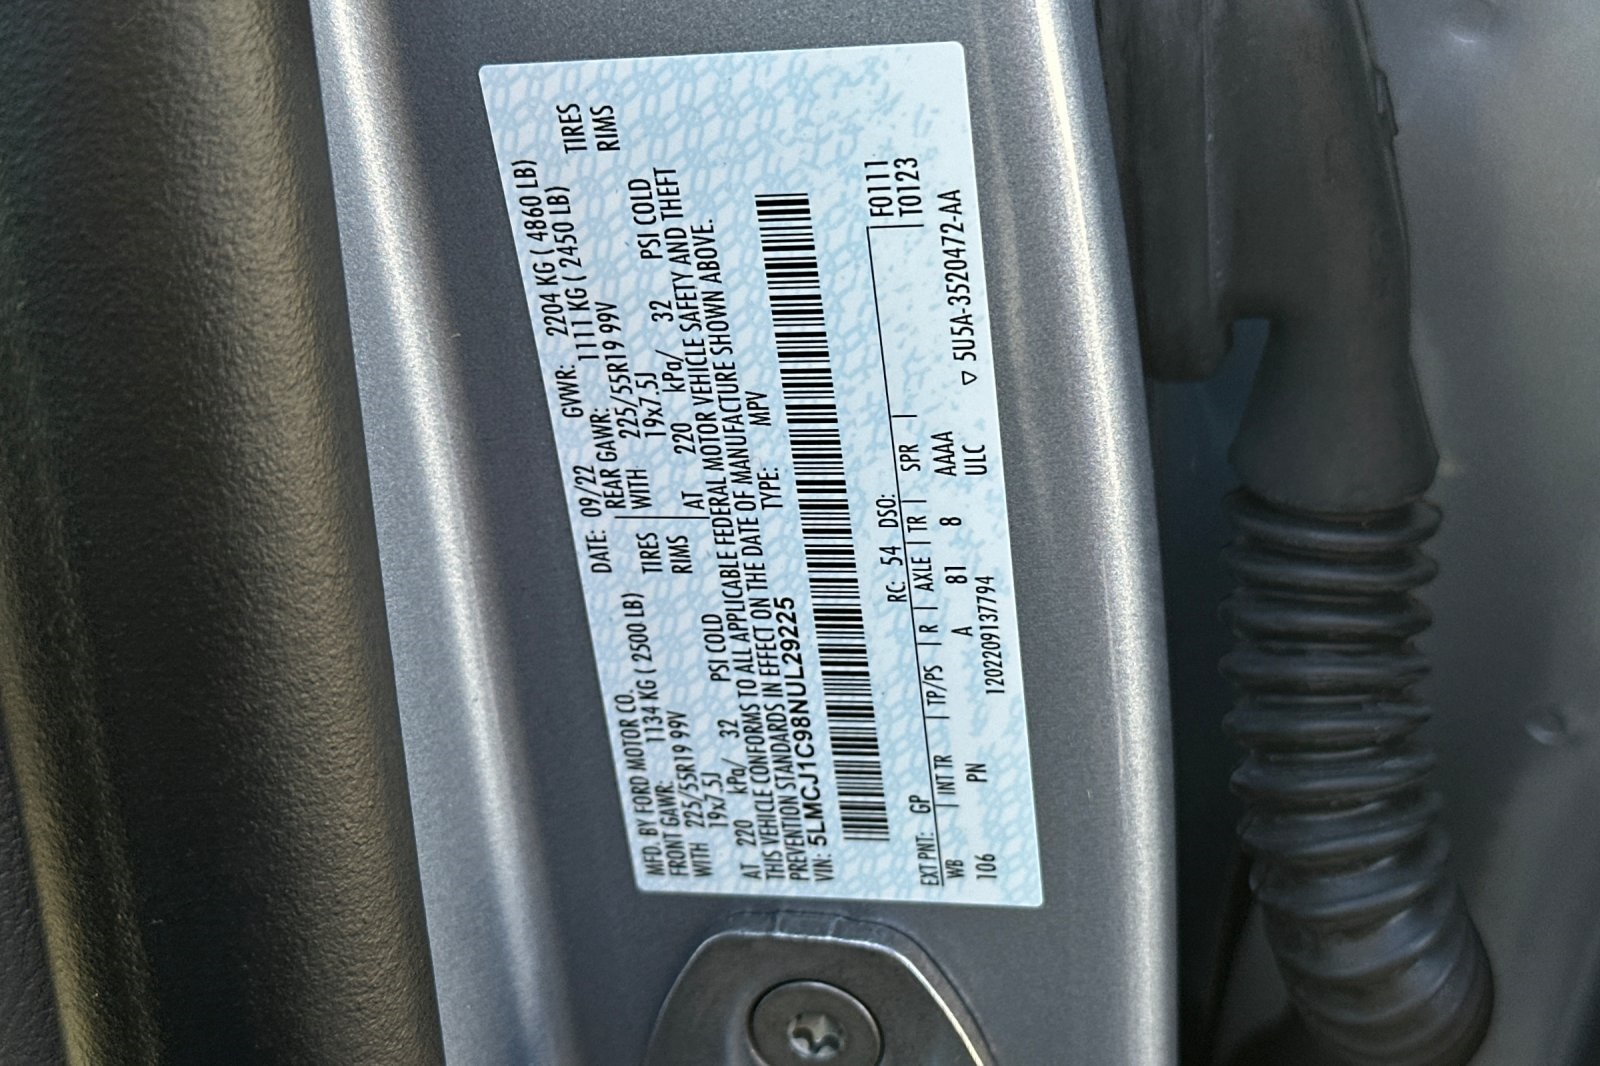 MFD. BY FORD MOTOR CO.
DATE: 09/22 GVWR: 2204 KG ( 4860 LB)
FRONT GAWR: 1134 KG ( 2500 LB) REAR GAWR: 1111 KG ( 2450 LB)
WITH 225/55R19 99V TIRES WITH 225/55R19 99V TIRES
19x7.5J RIMS 19x7.5J RIMS
AT 220 kPa/ 32 PSI COLD AT 220 kPa/ 32 PSI COLD
THIS VEHICLE CONFORMS TO ALL APPLICABLE FEDERAL MOTOR VEHICLE SAFETY AND THEFT
PREVENTION STANDARDS IN EFFECT ON THE DATE OF MANUFACTURE SHOWN ABOVE.
VIN: 5LMCJ1C98NUL29225 TYPE: MPV
F0111
T0123
EXT PNT: GP RC: 54 DSO:
WB INT TR TP/PS R AXLE TR SPR
106 PN A 81 8 AAAA
1202209137794 ULC
▽ 5U5A-3520472-AA